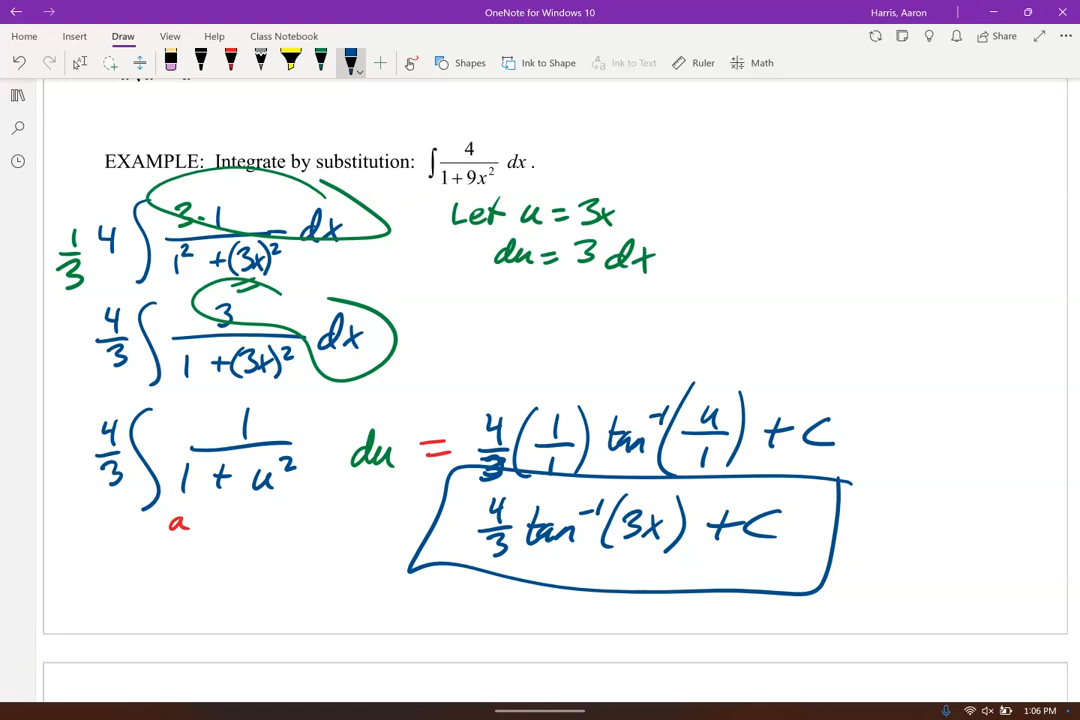 OneNote for Windows 10
Harris, Aaron
Home Insert Draw View Help Class Notebook
Share
Shapes Ink to Shape Ink to Text Ruler Math
EXAMPLE: Integrate by substitution: ∫ 4/(1+9x²) dx.
1/3 4 ∫ 3·1/(1² + (3x)²) dx
Let u = 3x
du = 3 dx
4/3 ∫ 3/(1 + (3x)²) dx
4/3 ∫ 1/(1 + u²) du = 4/3 (1/1) tan⁻¹(u/1) + C
a
4/3 tan⁻¹(3x) + C
1:06 PM